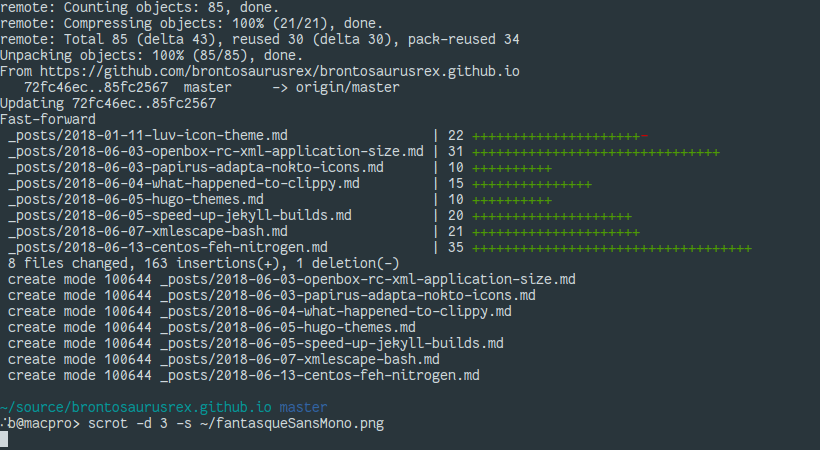 remote: Counting objects: 85, done.
remote: Compressing objects: 100% (21/21), done.
remote: Total 85 (delta 43), reused 30 (delta 30), pack-reused 34
Unpacking objects: 100% (85/85), done.
From https://github.com/brontosaurusrex/brontosaurusrex.github.io
   72fc46ec..85fc2567  master     -> origin/master
Updating 72fc46ec..85fc2567
Fast-forward
 _posts/2018-01-11-luv-icon-theme.md                  | 22 ++++++++++++++++++++-
 _posts/2018-06-03-openbox-rc-xml-application-size.md | 31 +++++++++++++++++++++++++++++++
 _posts/2018-06-03-papirus-adapta-nokto-icons.md      | 10 ++++++++++
 _posts/2018-06-04-what-happened-to-clippy.md         | 15 +++++++++++++++
 _posts/2018-06-05-hugo-themes.md                     | 10 ++++++++++
 _posts/2018-06-05-speed-up-jekyll-builds.md          | 20 ++++++++++++++++++++
 _posts/2018-06-07-xmlescape-bash.md                  | 21 +++++++++++++++++++++
 _posts/2018-06-13-centos-feh-nitrogen.md             | 35 +++++++++++++++++++++++++++++++++++
 8 files changed, 163 insertions(+), 1 deletion(-)
 create mode 100644 _posts/2018-06-03-openbox-rc-xml-application-size.md
 create mode 100644 _posts/2018-06-03-papirus-adapta-nokto-icons.md
 create mode 100644 _posts/2018-06-04-what-happened-to-clippy.md
 create mode 100644 _posts/2018-06-05-hugo-themes.md
 create mode 100644 _posts/2018-06-05-speed-up-jekyll-builds.md
 create mode 100644 _posts/2018-06-07-xmlescape-bash.md
 create mode 100644 _posts/2018-06-13-centos-feh-nitrogen.md
~/source/brontosaurusrex.github.io master
b@macpro> scrot -d 3 -s ~/fantasqueSansMono.png